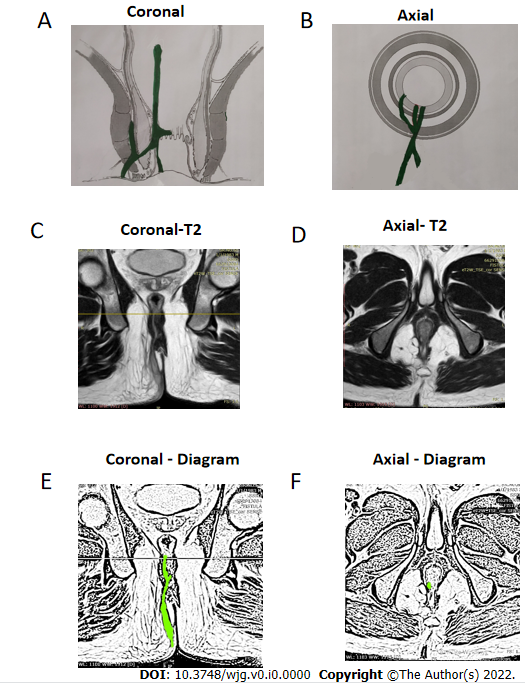 Coronal
Axial
A
B
Coronal-T2
Axial- T2
C
D
Coronal - Diagram
Axial - Diagram
E
F
DOI: 10.3748/wjg.v0.i0.0000 Copyright ©The Author(s) 2022.